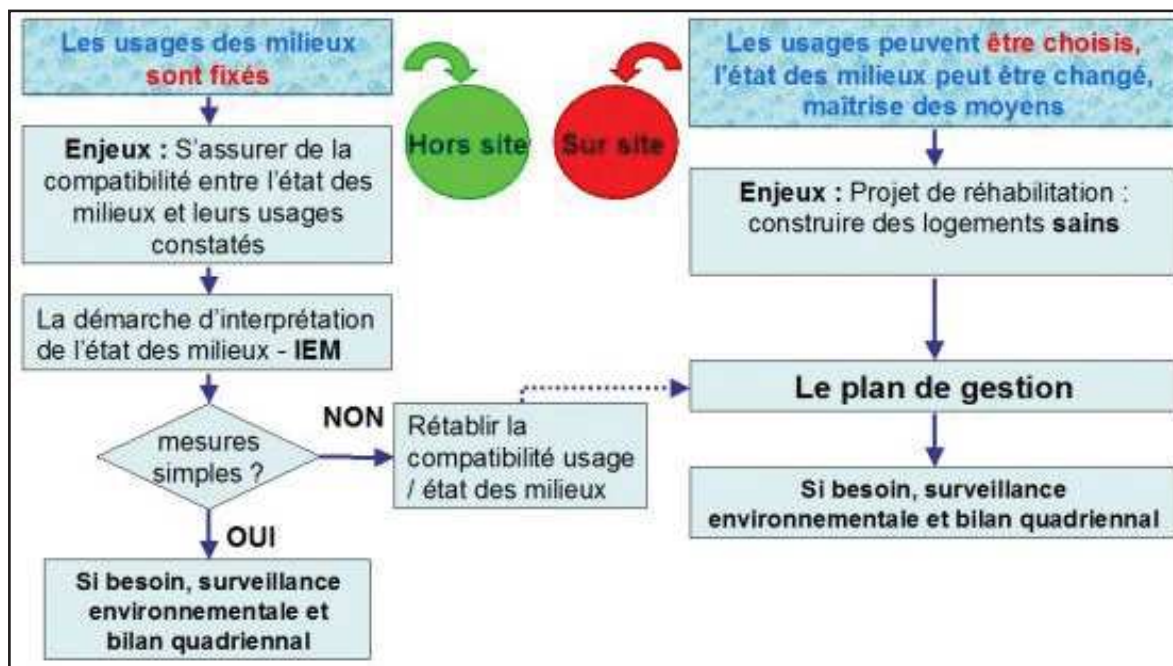 Les usages des milieux
sont fixés
Enjeux : S'assurer de la
compatibilité entre l'état des
milieux et leurs usages
constatés
La démarche d'interprétation
de l'état des milieux - IEM
mesures
simples ?
NON
OUI
Rétablir la
compatibilité usage
/ état des milieux
Si besoin, surveillance
environnementale et
bilan quadriennal
Hors site
Sur site
Les usages peuvent être choisis,
l'état des milieux peut être changé,
maîtrise des moyens
Enjeux : Projet de réhabilitation :
construire des logements sains
Le plan de gestion
Si besoin, surveillance
environnementale et bilan quadriennal